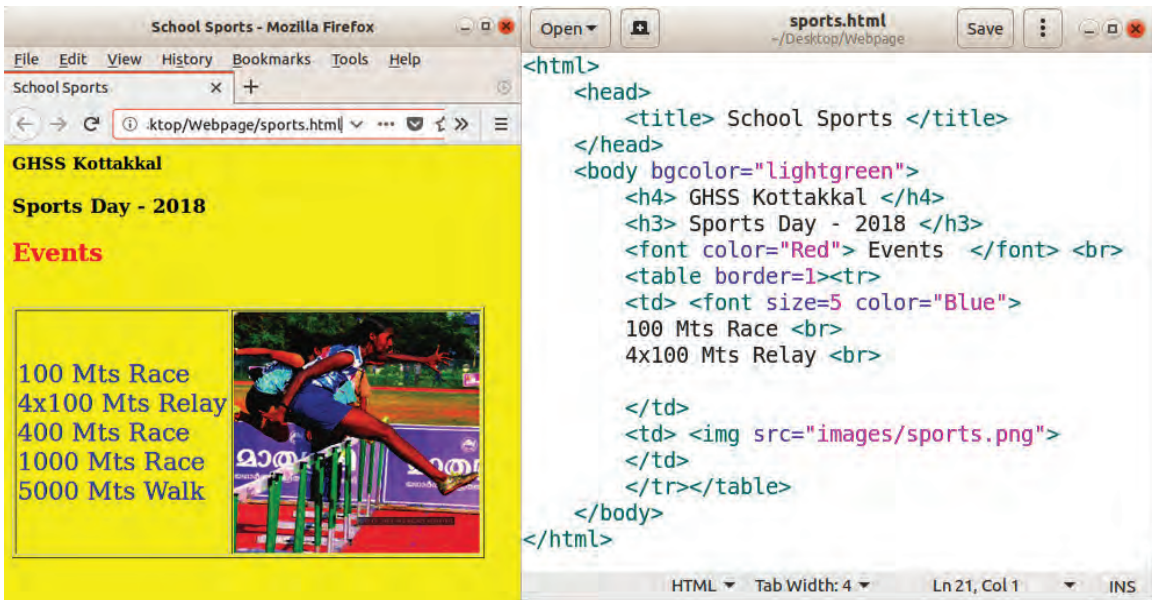 School Sports - Mozilla Firefox
File Edit View History Bookmarks Tools Help
School Sports
ktop/Webpage/sports.html
GHSS Kottakkal
Sports Day - 2018
Events
100 Mts Race
4x100 Mts Relay
400 Mts Race
1000 Mts Race
5000 Mts Walk
Open
sports.html
~/Desktop/Webpage
Save
<html>
<head>
<title> School Sports </title>
</head>
<body bgcolor="lightgreen">
<h4> GHSS Kottakkal </h4>
<h3> Sports Day - 2018 </h3>
<font color="Red"> Events  </font> <br>
<table border=1><tr>
<td> <font size=5 color="Blue">
100 Mts Race <br>
4x100 Mts Relay <br>
</td>
<td> <img src="images/sports.png">
</td>
</tr></table>
</body>
</html>
HTML Tab Width: 4 Ln 21, Col 1 INS